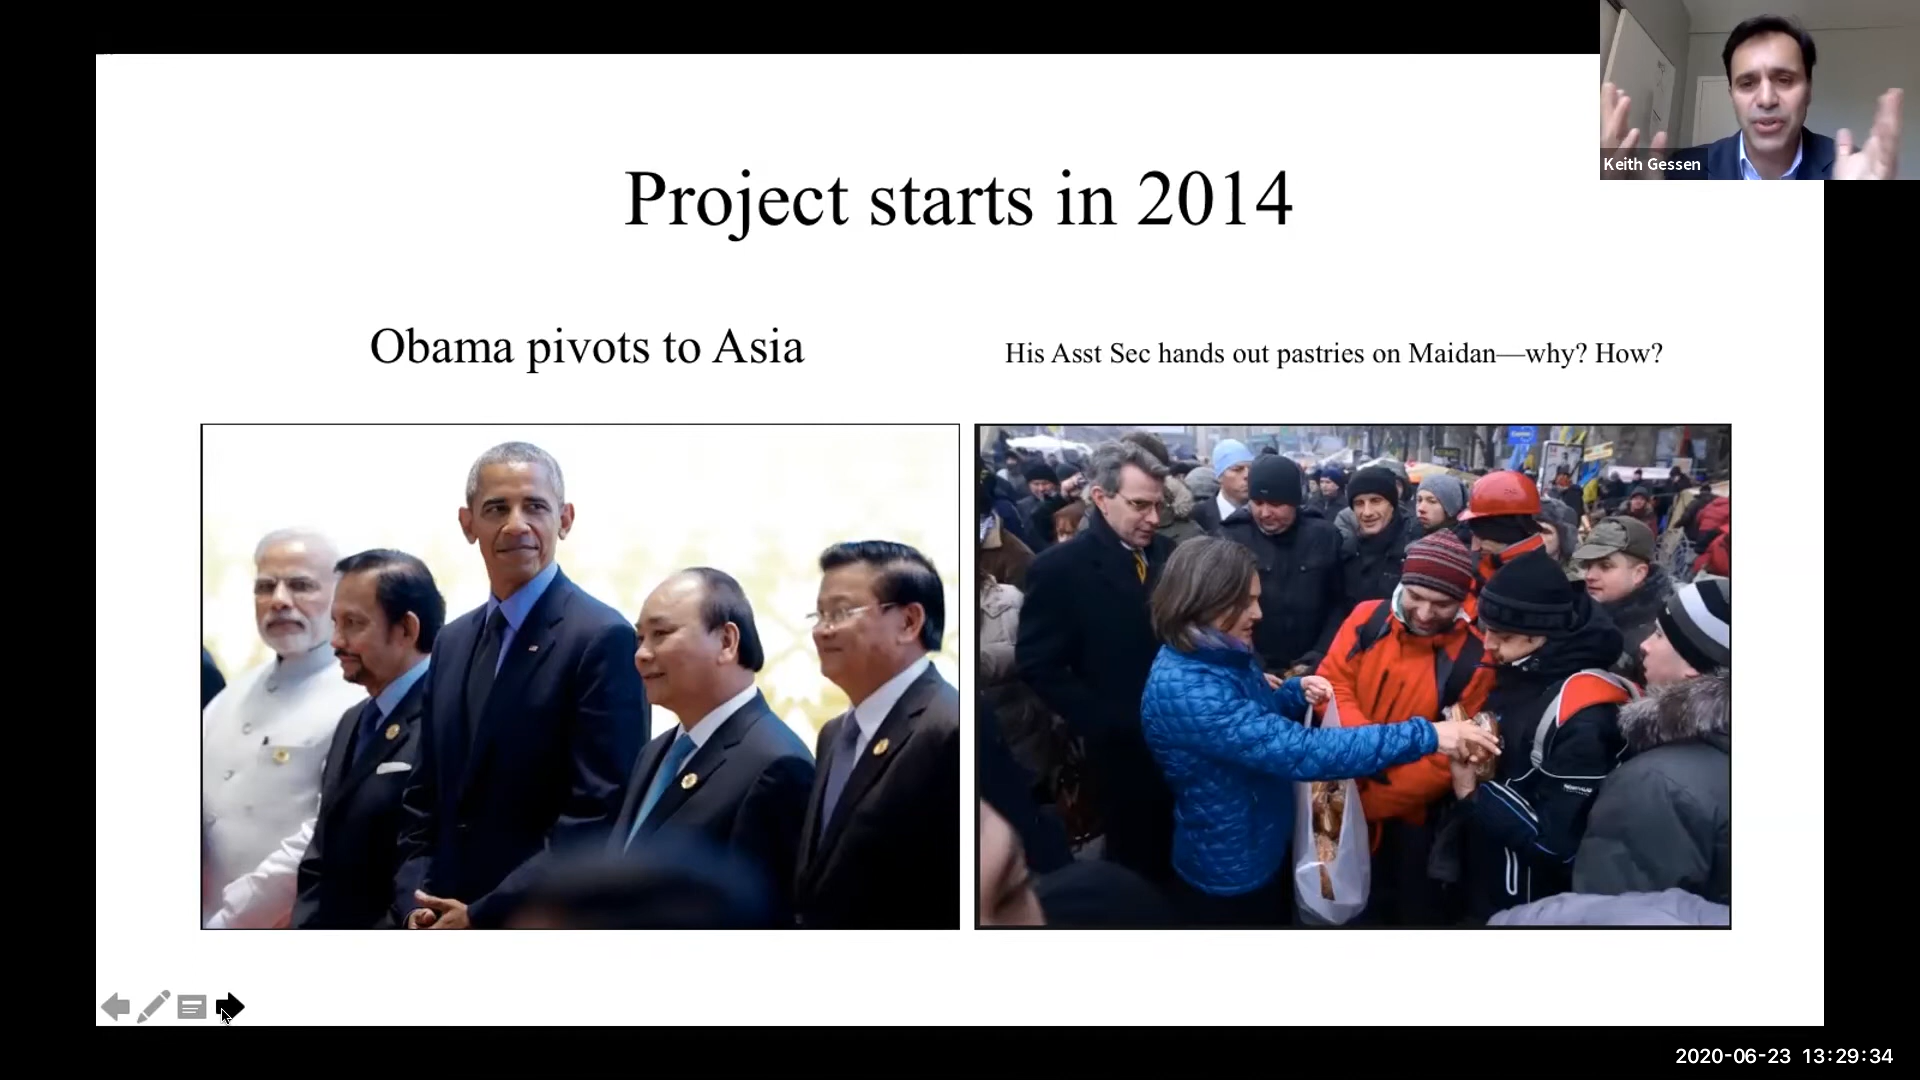 Keith Gessen
Project starts in 2014
Obama pivots to Asia
His Asst Sec hands out pastries on Maidan—why? How?
2020-06-23 13:29:34